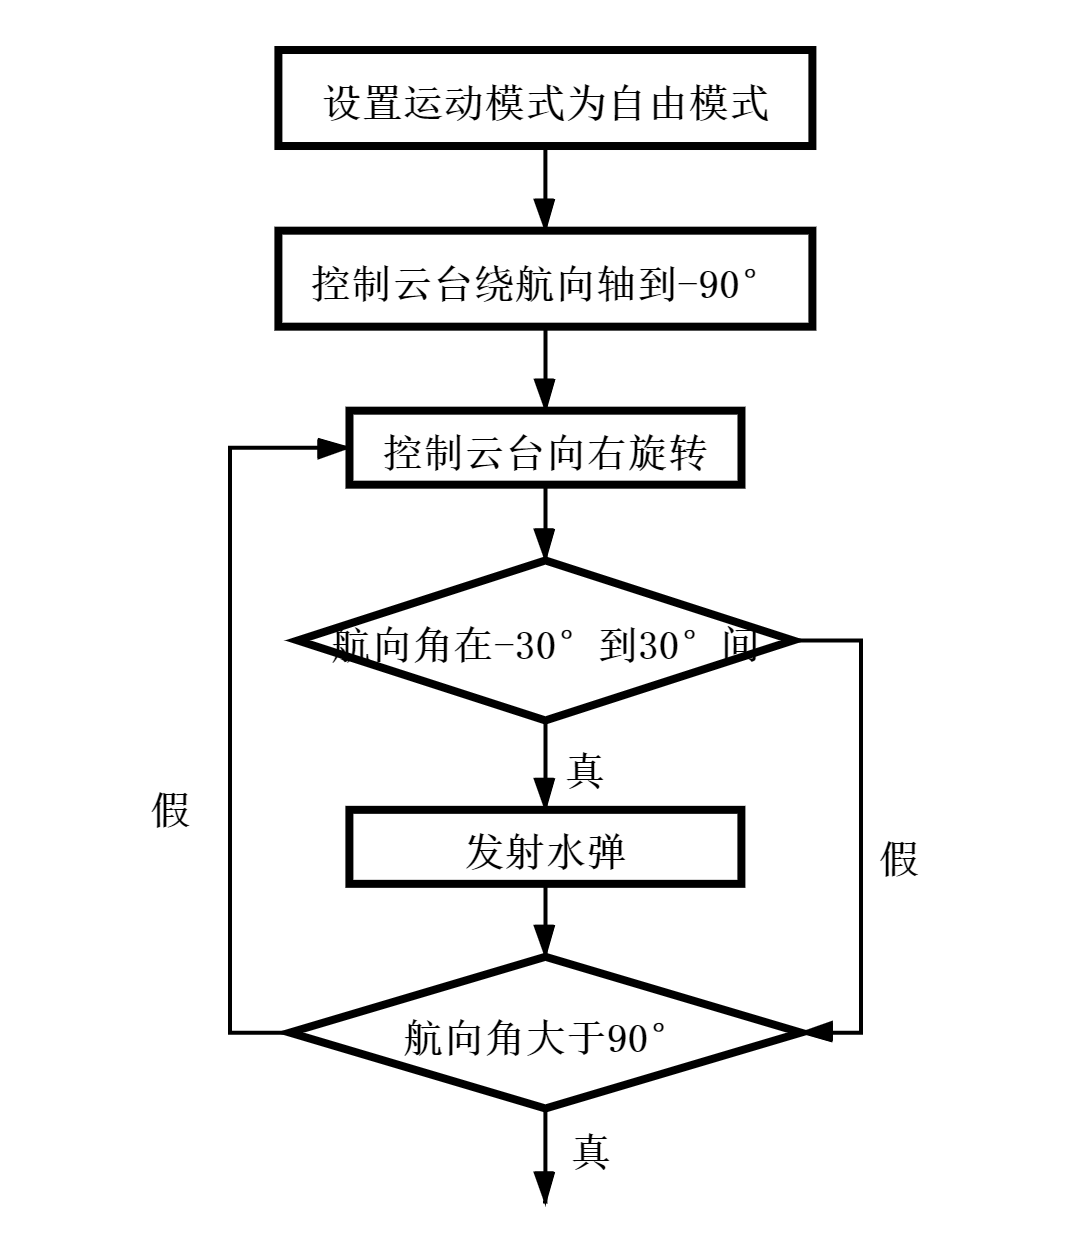 设置运动模式为自由模式
控制云台绕航向轴到-90°
控制云台向右旋转
航向角在-30°到30°间
真
假
发射水弹
假
航向角大于90°
真